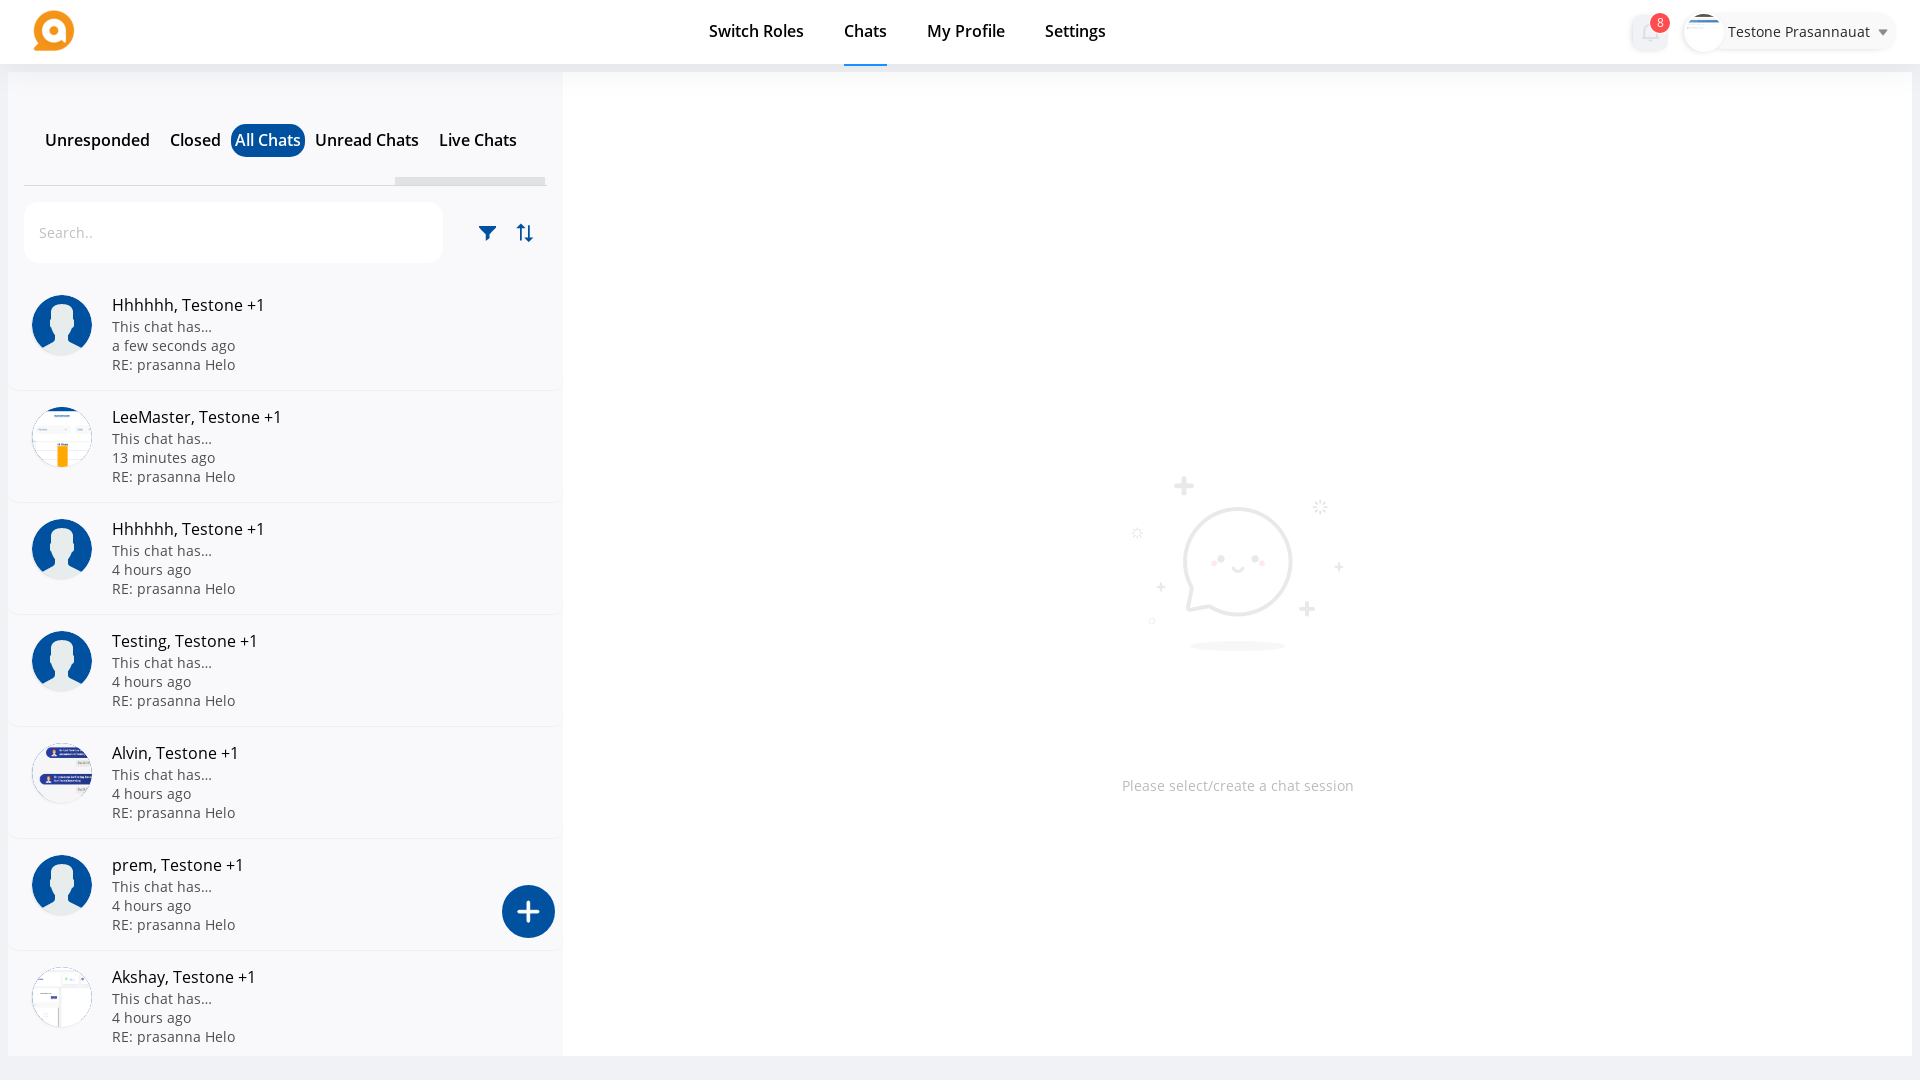 Switch Roles
Chats
My Profile
Settings
8
Testone Prasannauat
Unresponded
Closed
All Chats
Unread Chats
Live Chats
Search..
Hhhhhh, Testone +1
This chat has...
a few seconds ago
RE: prasanna Helo
LeeMaster, Testone +1
This chat has...
13 minutes ago
RE: prasanna Helo
Hhhhhh, Testone +1
This chat has...
4 hours ago
RE: prasanna Helo
Testing, Testone +1
This chat has...
4 hours ago
RE: prasanna Helo
Alvin, Testone +1
This chat has...
4 hours ago
RE: prasanna Helo
prem, Testone +1
This chat has...
4 hours ago
RE: prasanna Helo
Akshay, Testone +1
This chat has...
4 hours ago
RE: prasanna Helo
Please select/create a chat session